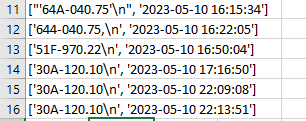 11 ["'64A-040.75'\n", '2023-05-10 16:15:34']
12 ['644-040.75,\n', '2023-05-10 16:22:05']
13 ['51F-970.22\n', '2023-05-10 16:50:04']
14 ['30A-120.10\n', '2023-05-10 17:16:50']
15 ['30A-120.10\n', '2023-05-10 22:09:08']
16 ['30A-120.10\n', '2023-05-10 22:13:51']